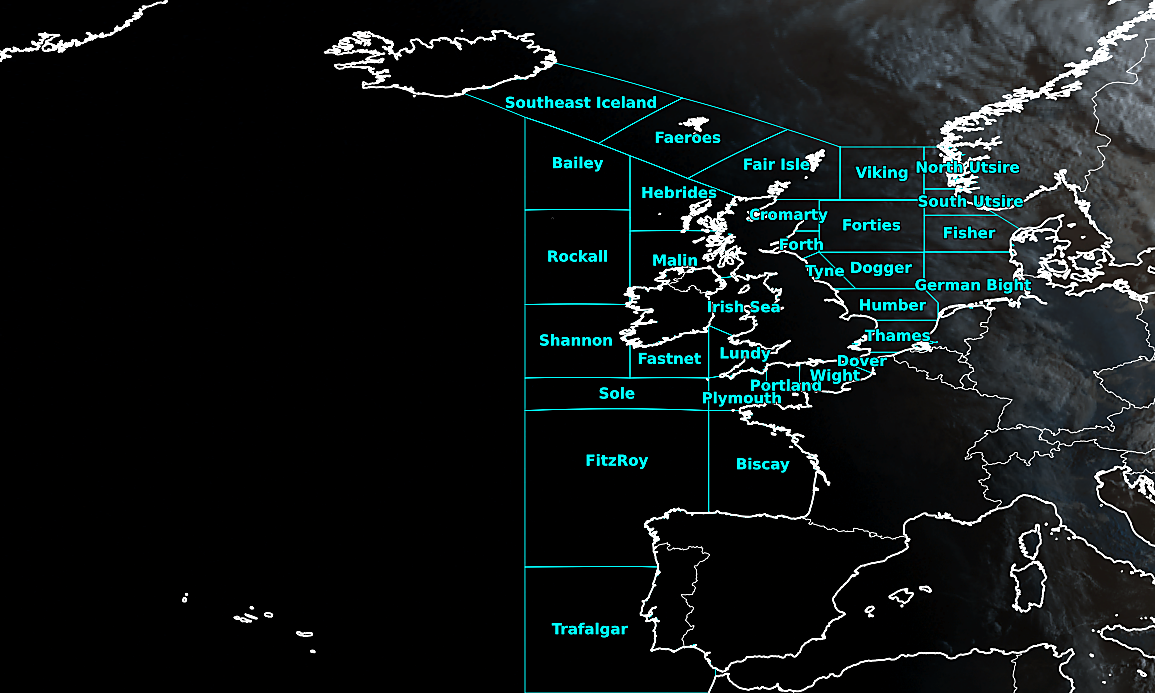 Southeast Iceland
Faeroes
Bailey
Fair Isle
Viking
North Utsire
Hebrides
South Utsire
Cromarty
Forties
Fisher
Forth
Rockall
Malin
Tyne
Dogger
German Bight
Irish Sea
Humber
Shannon
Thames
Fastnet
Lundy
Dover
Wight
Portland
Sole
Plymouth
FitzRoy
Biscay
Trafalgar